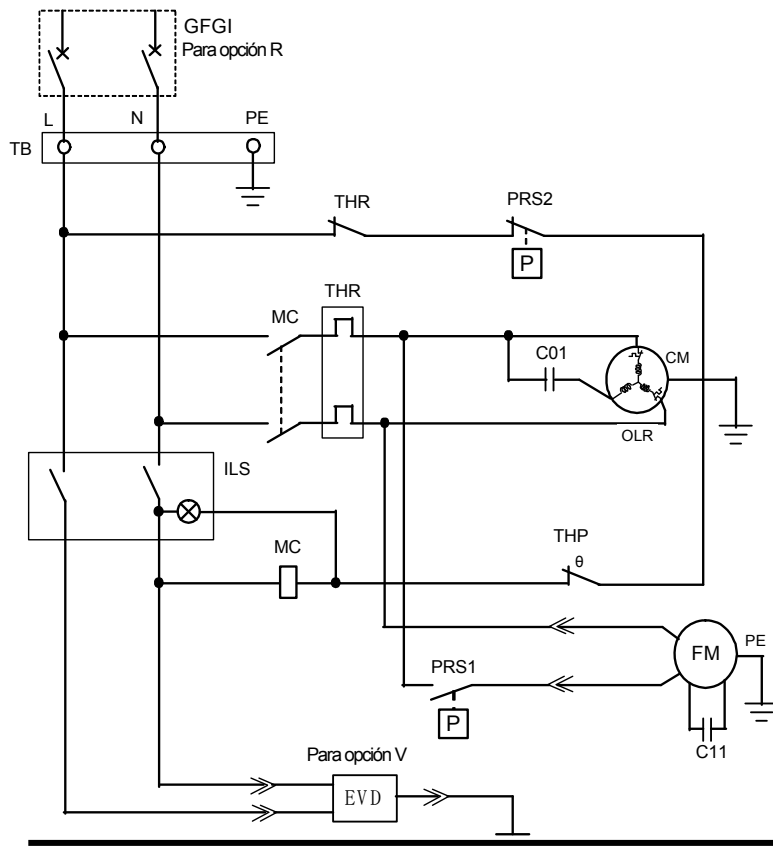 GFGI
Para opción R
L
N
PE
TB
THR
PRS2
P
THR
MC
C01
CM
OLR
ILS
MC
THP
θ
FM
PE
PRS1
P
C11
Para opción V
EVD